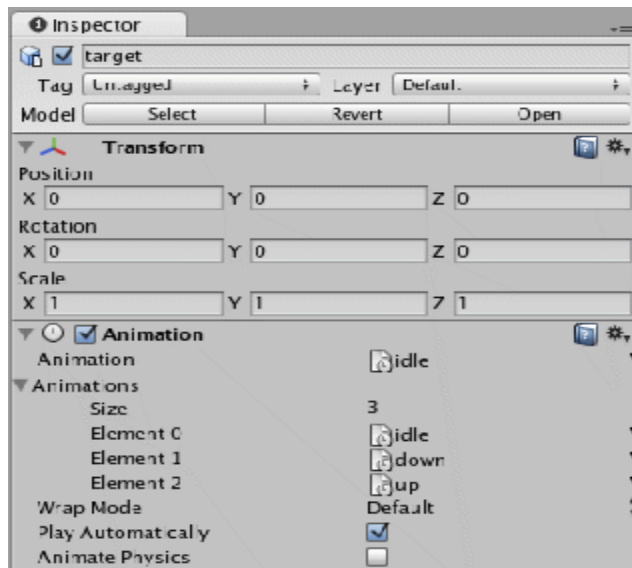 Inspector
target
Tag Untagged Layer Default
Model Select Revert Open
Transform
Position
X 0 Y 0 Z 0
Rotation
X 0 Y 0 Z 0
Scale
X 1 Y 1 Z 1
Animation
Animation idle
Animations
Size 3
Element 0 idle
Element 1 down
Element 2 up
Wrap Mode Default
Play Automatically
Animate Physics